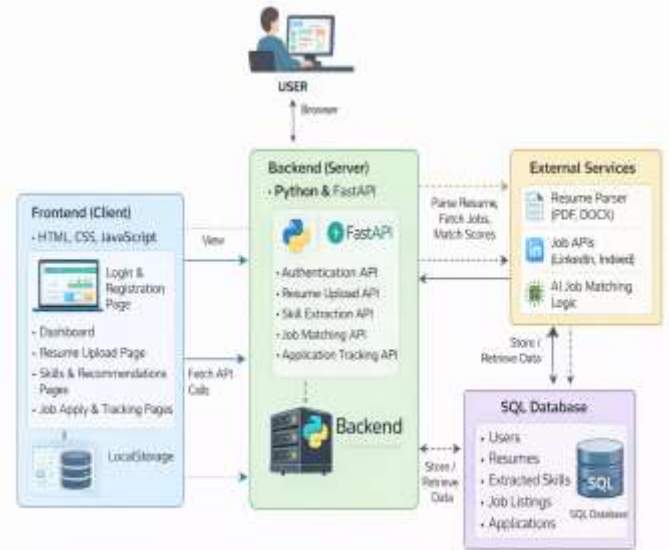 USER
Browser
Frontend (Client)
• HTML, CSS, JavaScript
Login &
Registration
Page
• Dashboard
• Resume Upload Page
• Skills & Recommendations
Pages
• Job Apply & Tracking Pages
LocalStorage
View
Fetch API
Calls
Backend (Server)
• Python & FastAPI
FastAPI
• Authentication API
• Resume Upload API
• Skill Extraction API
• Job Matching API
• Application Tracking API
Backend
Parse Resume,
Fetch Jobs,
Match Scores
External Services
Resume Parser
(PDF, DOCX)
in
Job APIs
(LinkedIn, Indeed)
AI Job Matching
Logic
Store /
Retrieve Data
Store /
Retrieve
Data
SQL Database
• Users
• Resumes
• Extracted Skills
• Job Listings
• Applications
SQL
SQL Database